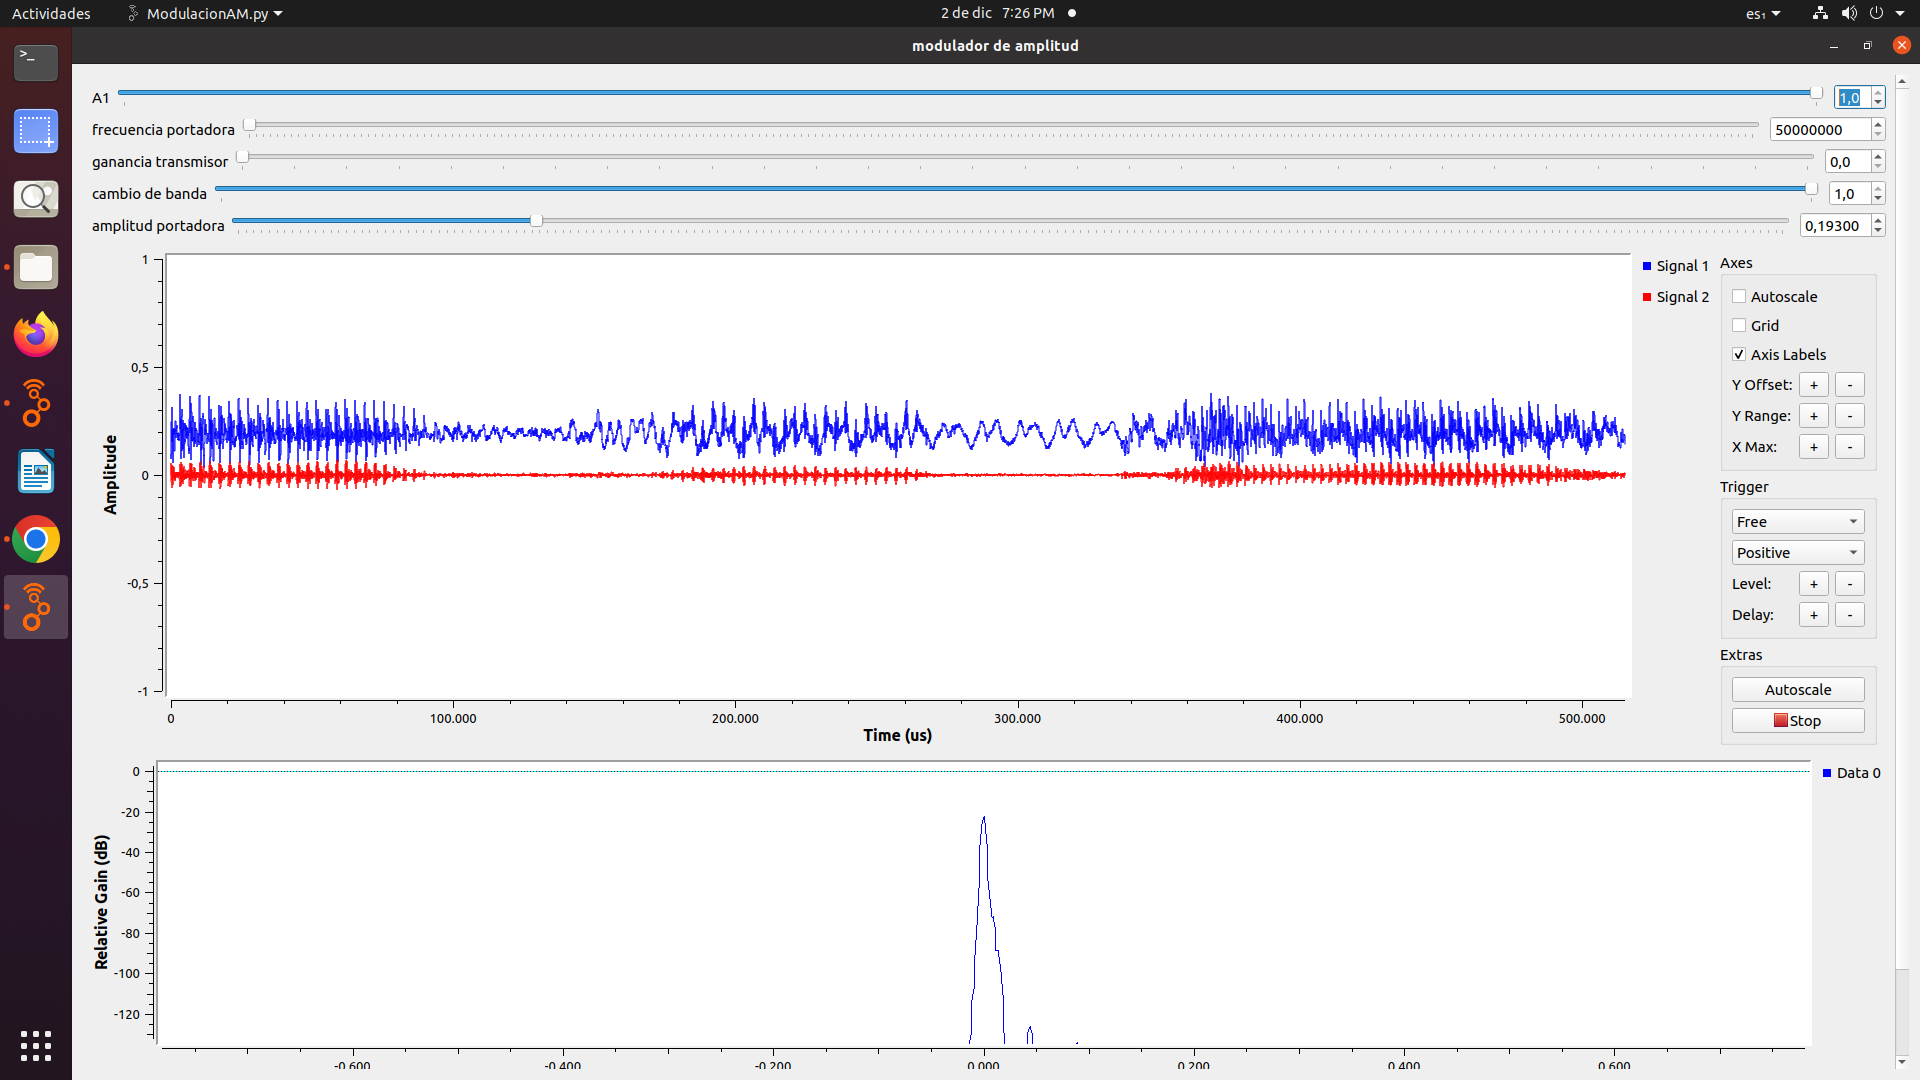 Actividades ModulacionAM.py 2 de dic 7:26 PM es₁
modulador de amplitud
A1 1,0
frecuencia portadora 50000000
ganancia transmisor 0,0
cambio de banda 1,0
amplitud portadora 0,19300
1
0,5
0
-0,5
-1
Amplitude
0 100.000 200.000 300.000 400.000 500.000
Time (us)
Signal 1
Signal 2
Axes
Autoscale
Grid
Axis Labels
Y Offset: + -
Y Range: + -
X Max: + -
Trigger
Free
Positive
Level: + -
Delay: + -
Extras
Autoscale
Stop
0
-20
-40
-60
-80
-100
-120
Relative Gain (dB)
Data 0
-0.600 -0.400 -0.200 0.000 0.200 0.400 0.600